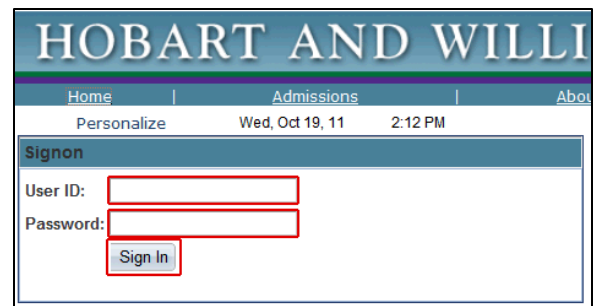 HOBART AND WILLI
Home | Admissions | Abou
Personalize Wed, Oct 19, 11 2:12 PM
Signon
User ID:
Password:
Sign In